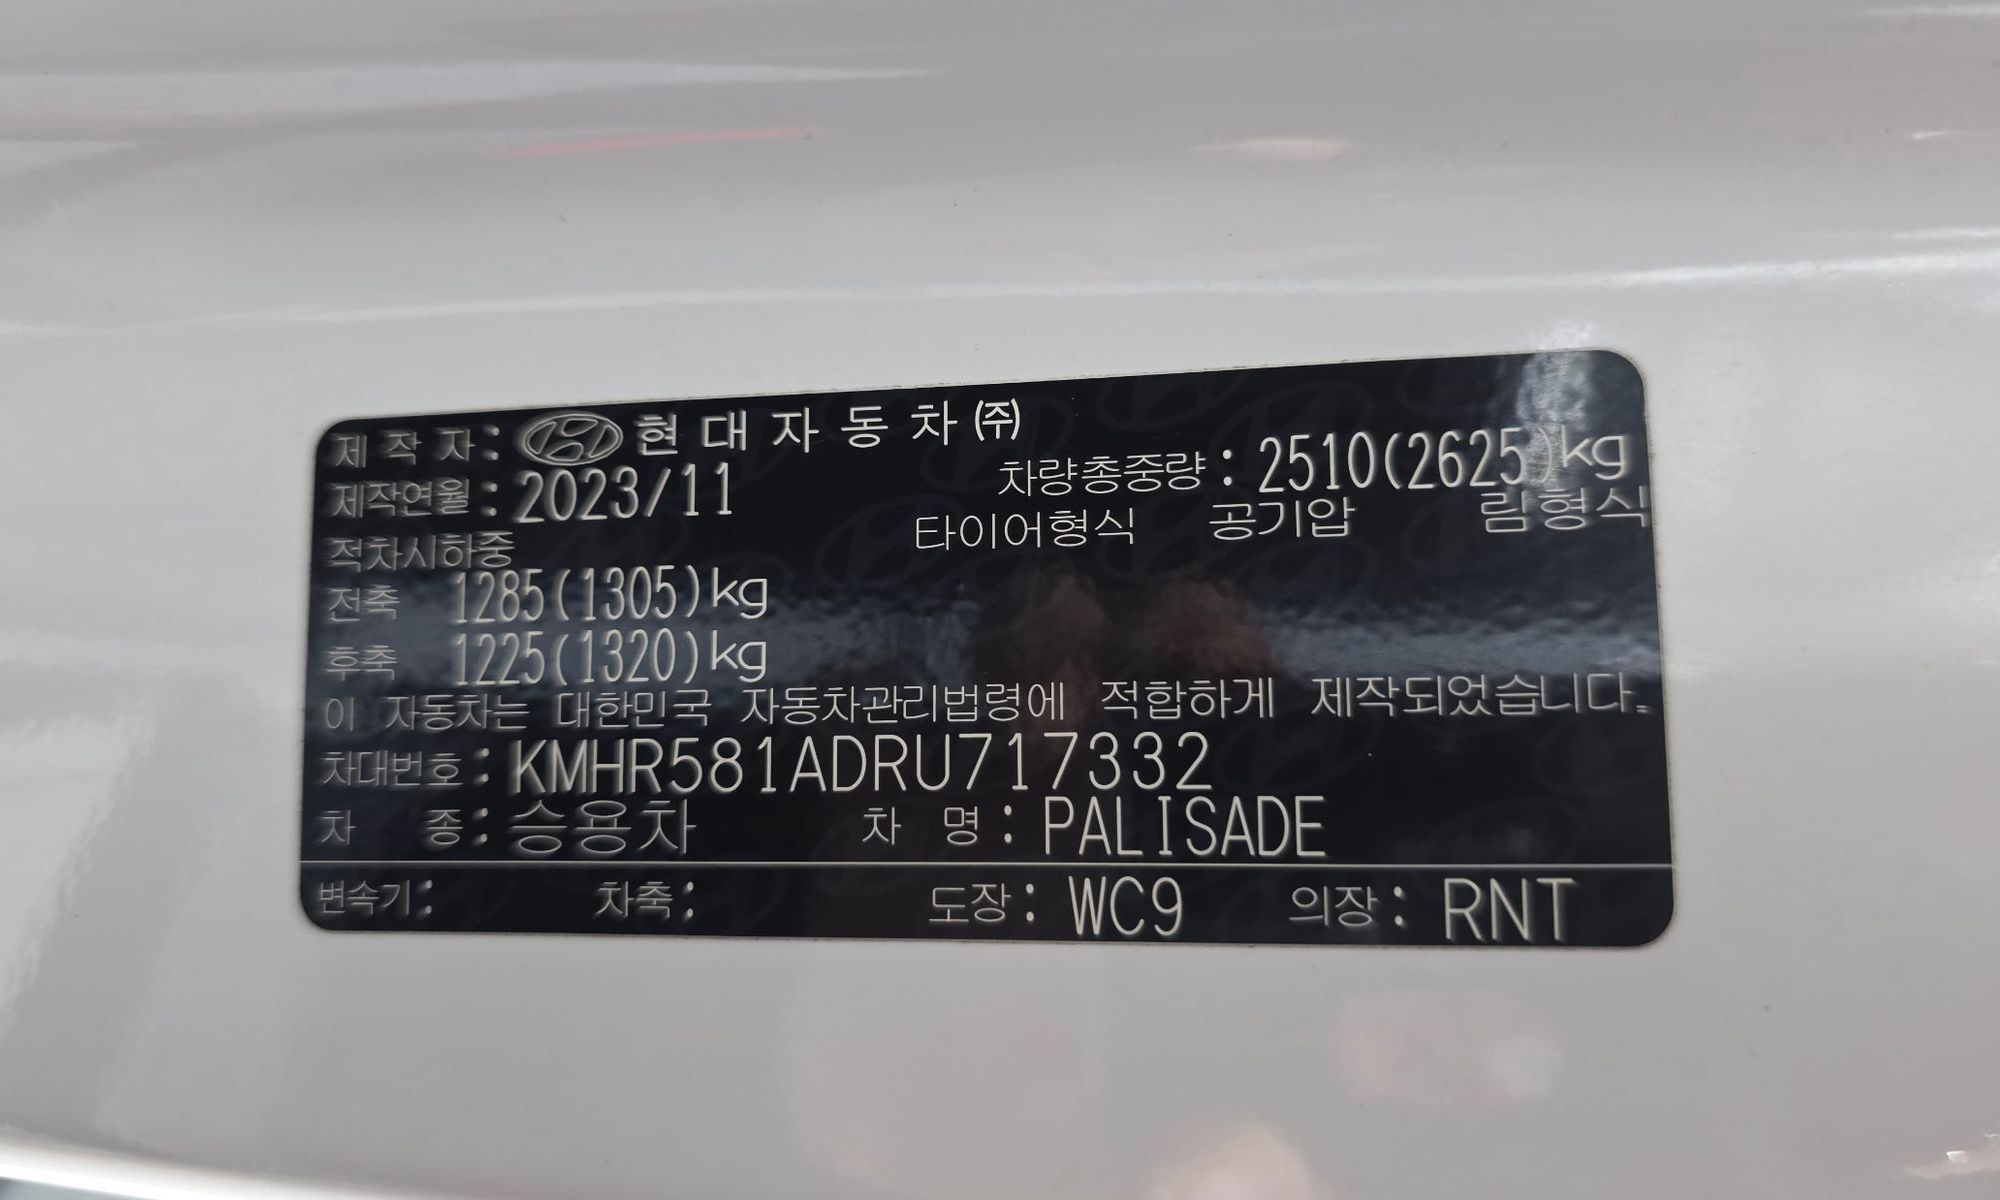 제 작 자 : 현 대 자 동 차 ㈜
제작연월 : 2023/11 차량총중량 : 2510(2625)kg
적차시하중 타이어형식 공기압 림형식
전축 1285(1305)kg
후축 1225(1320)kg
이 자동차는 대한민국 자동차관리법령에 적합하게 제작되었습니다.
차대번호 : KMHR581ADRU717332
차 종 : 승용차 차 명 : PALISADE
변속기 : 차축 : 도장 : WC9 의장 : RNT